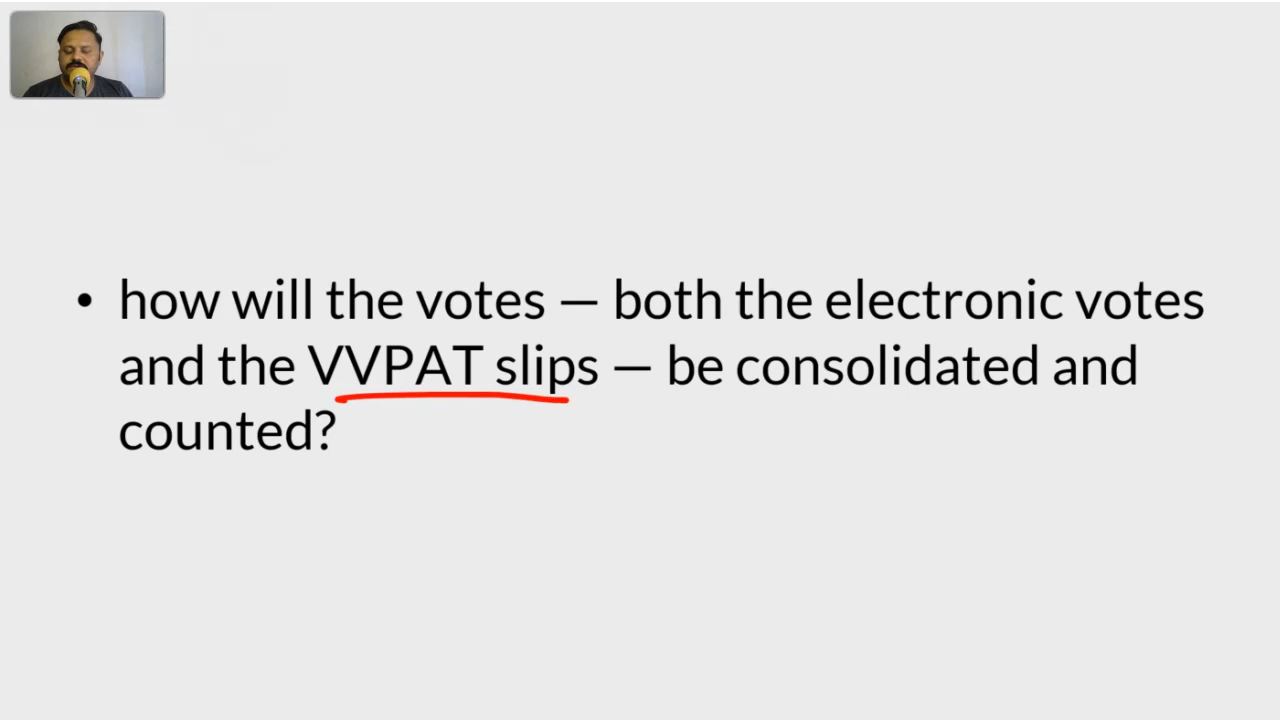 • how will the votes — both the electronic votes
and the VVPAT slips — be consolidated and
counted?